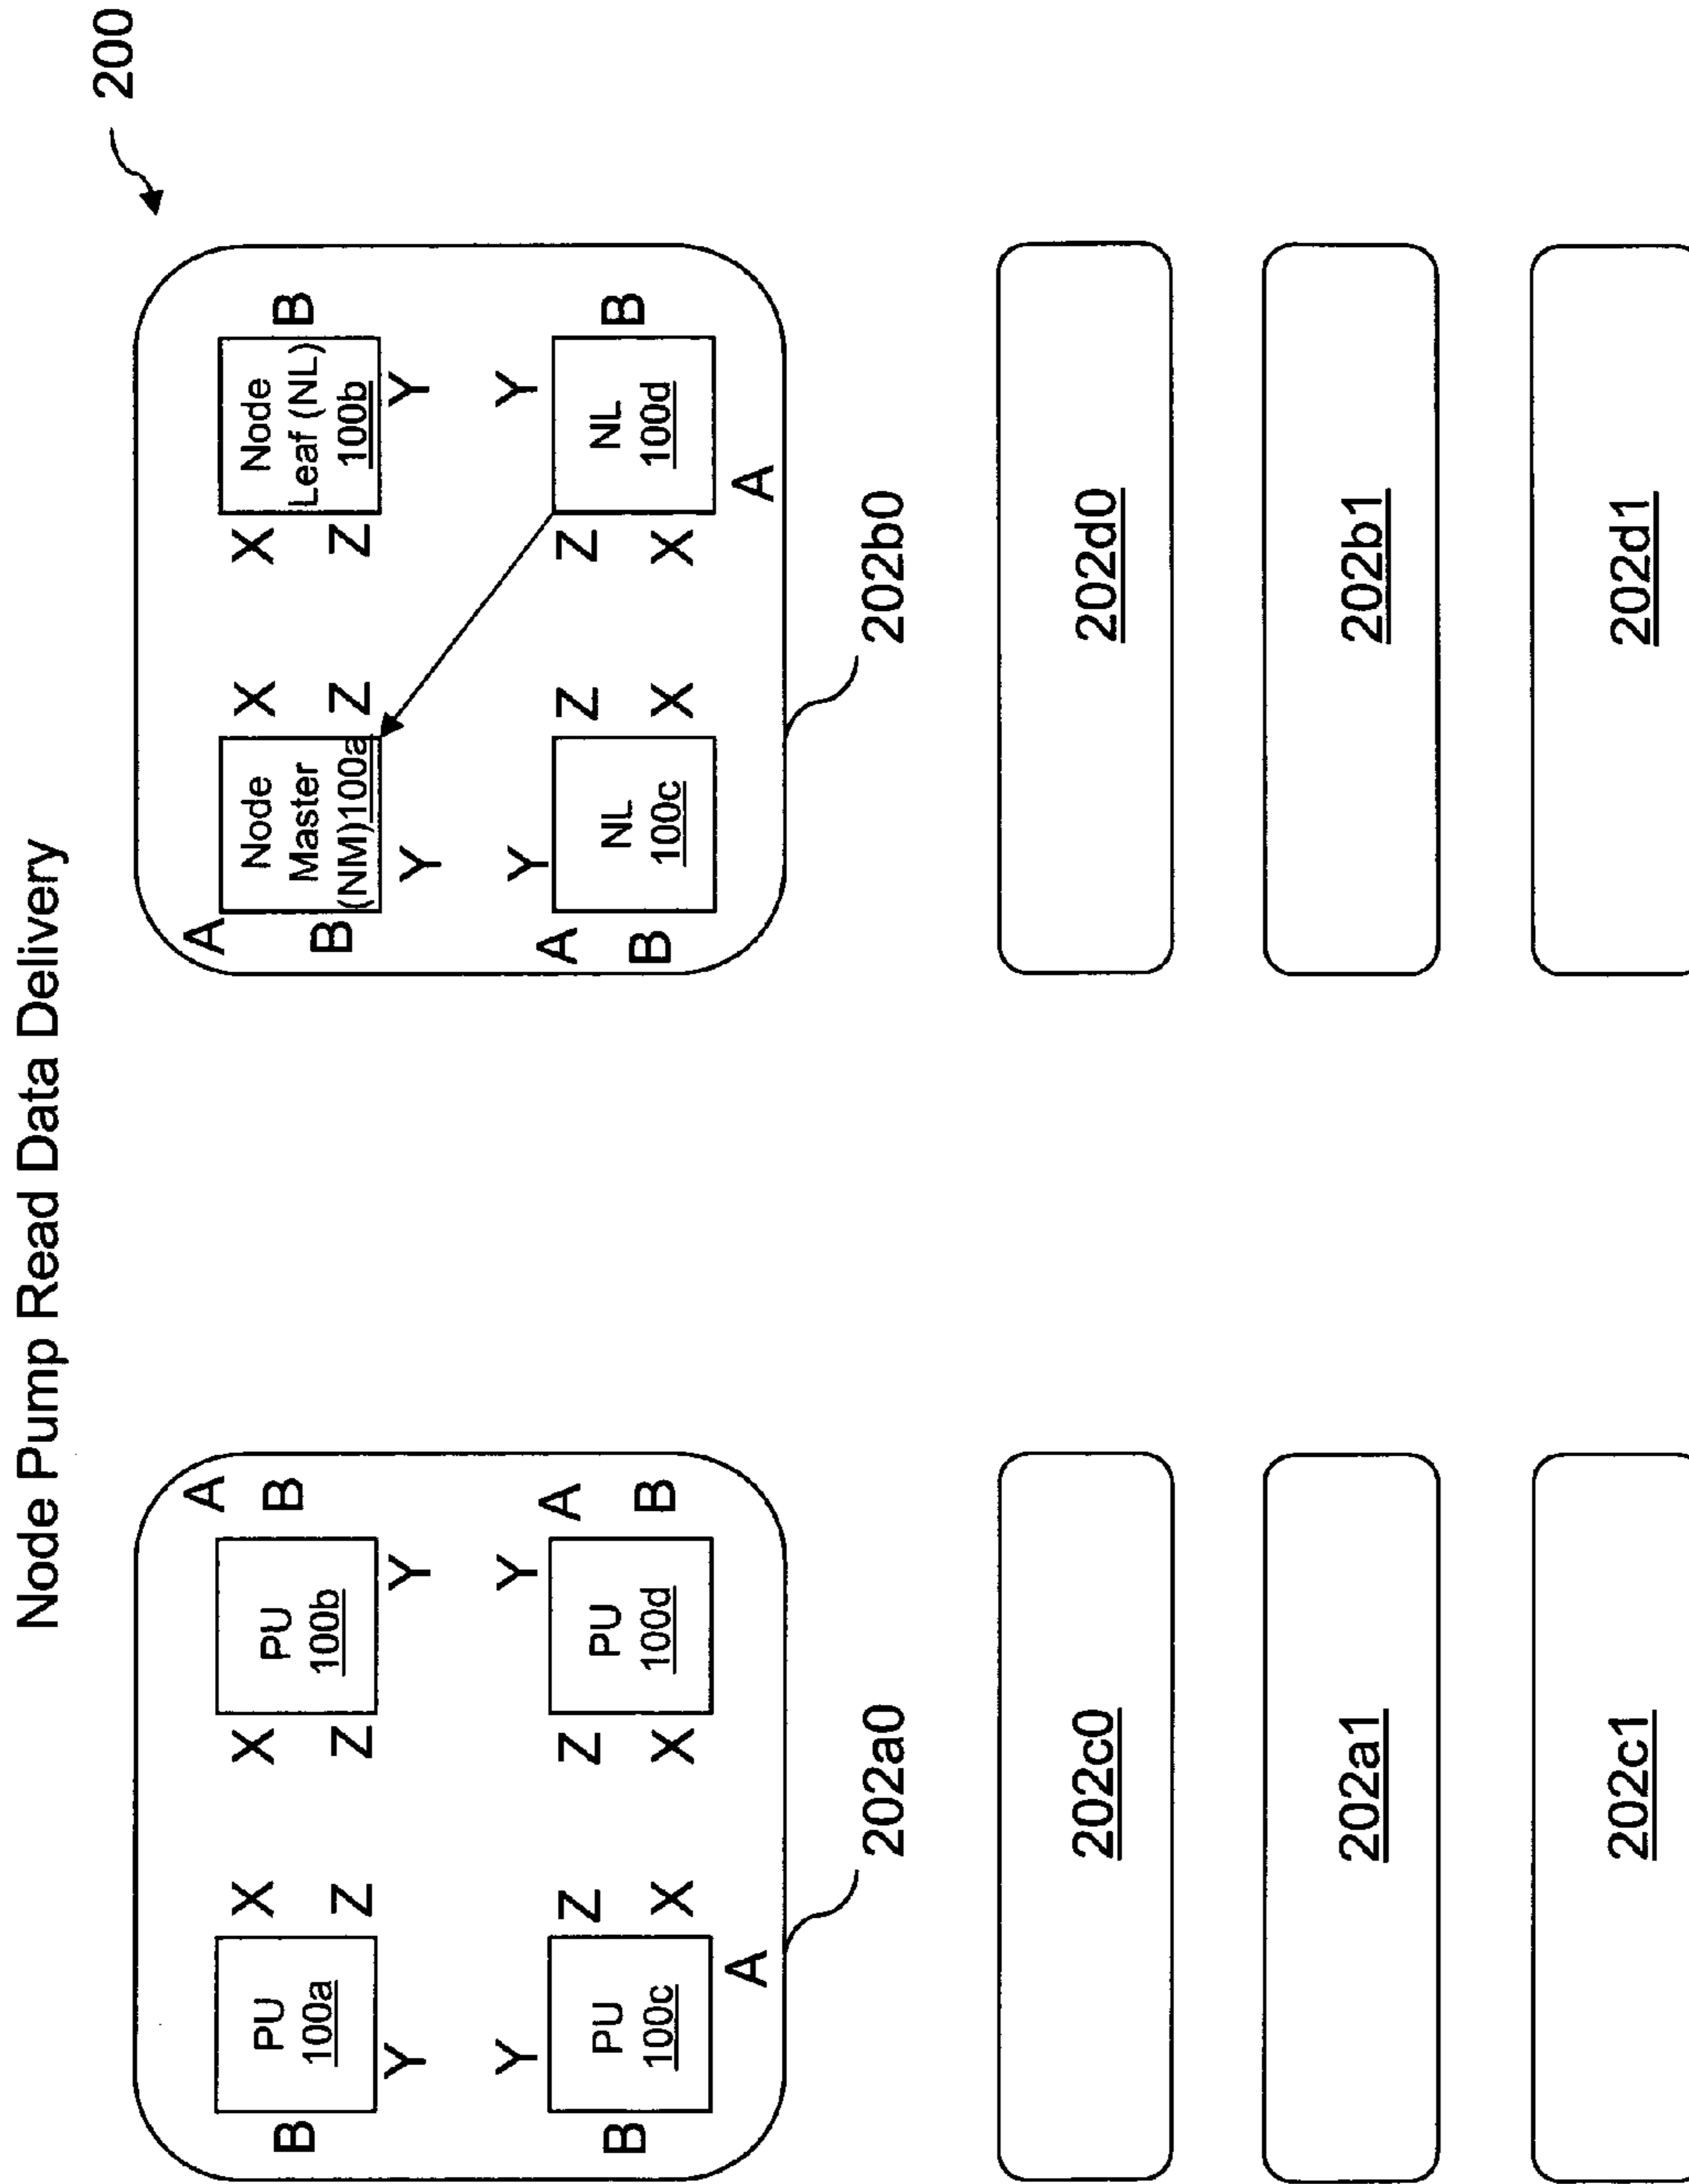 Node Pump Read Data Delivery
200
A A
B PU X X PU B Node X X Node B
100a Z Z 100b B Master Z Z Leaf (NL)
(NM)100a 100b
Y Y Y Y
Y Y Y Y
B PU Z Z PU A A NL Z Z NL B
100c X X 100d B B 100c X X 100d
A A
202a0 202b0
202c0 202d0
202a1 202b1
202c1 202d1